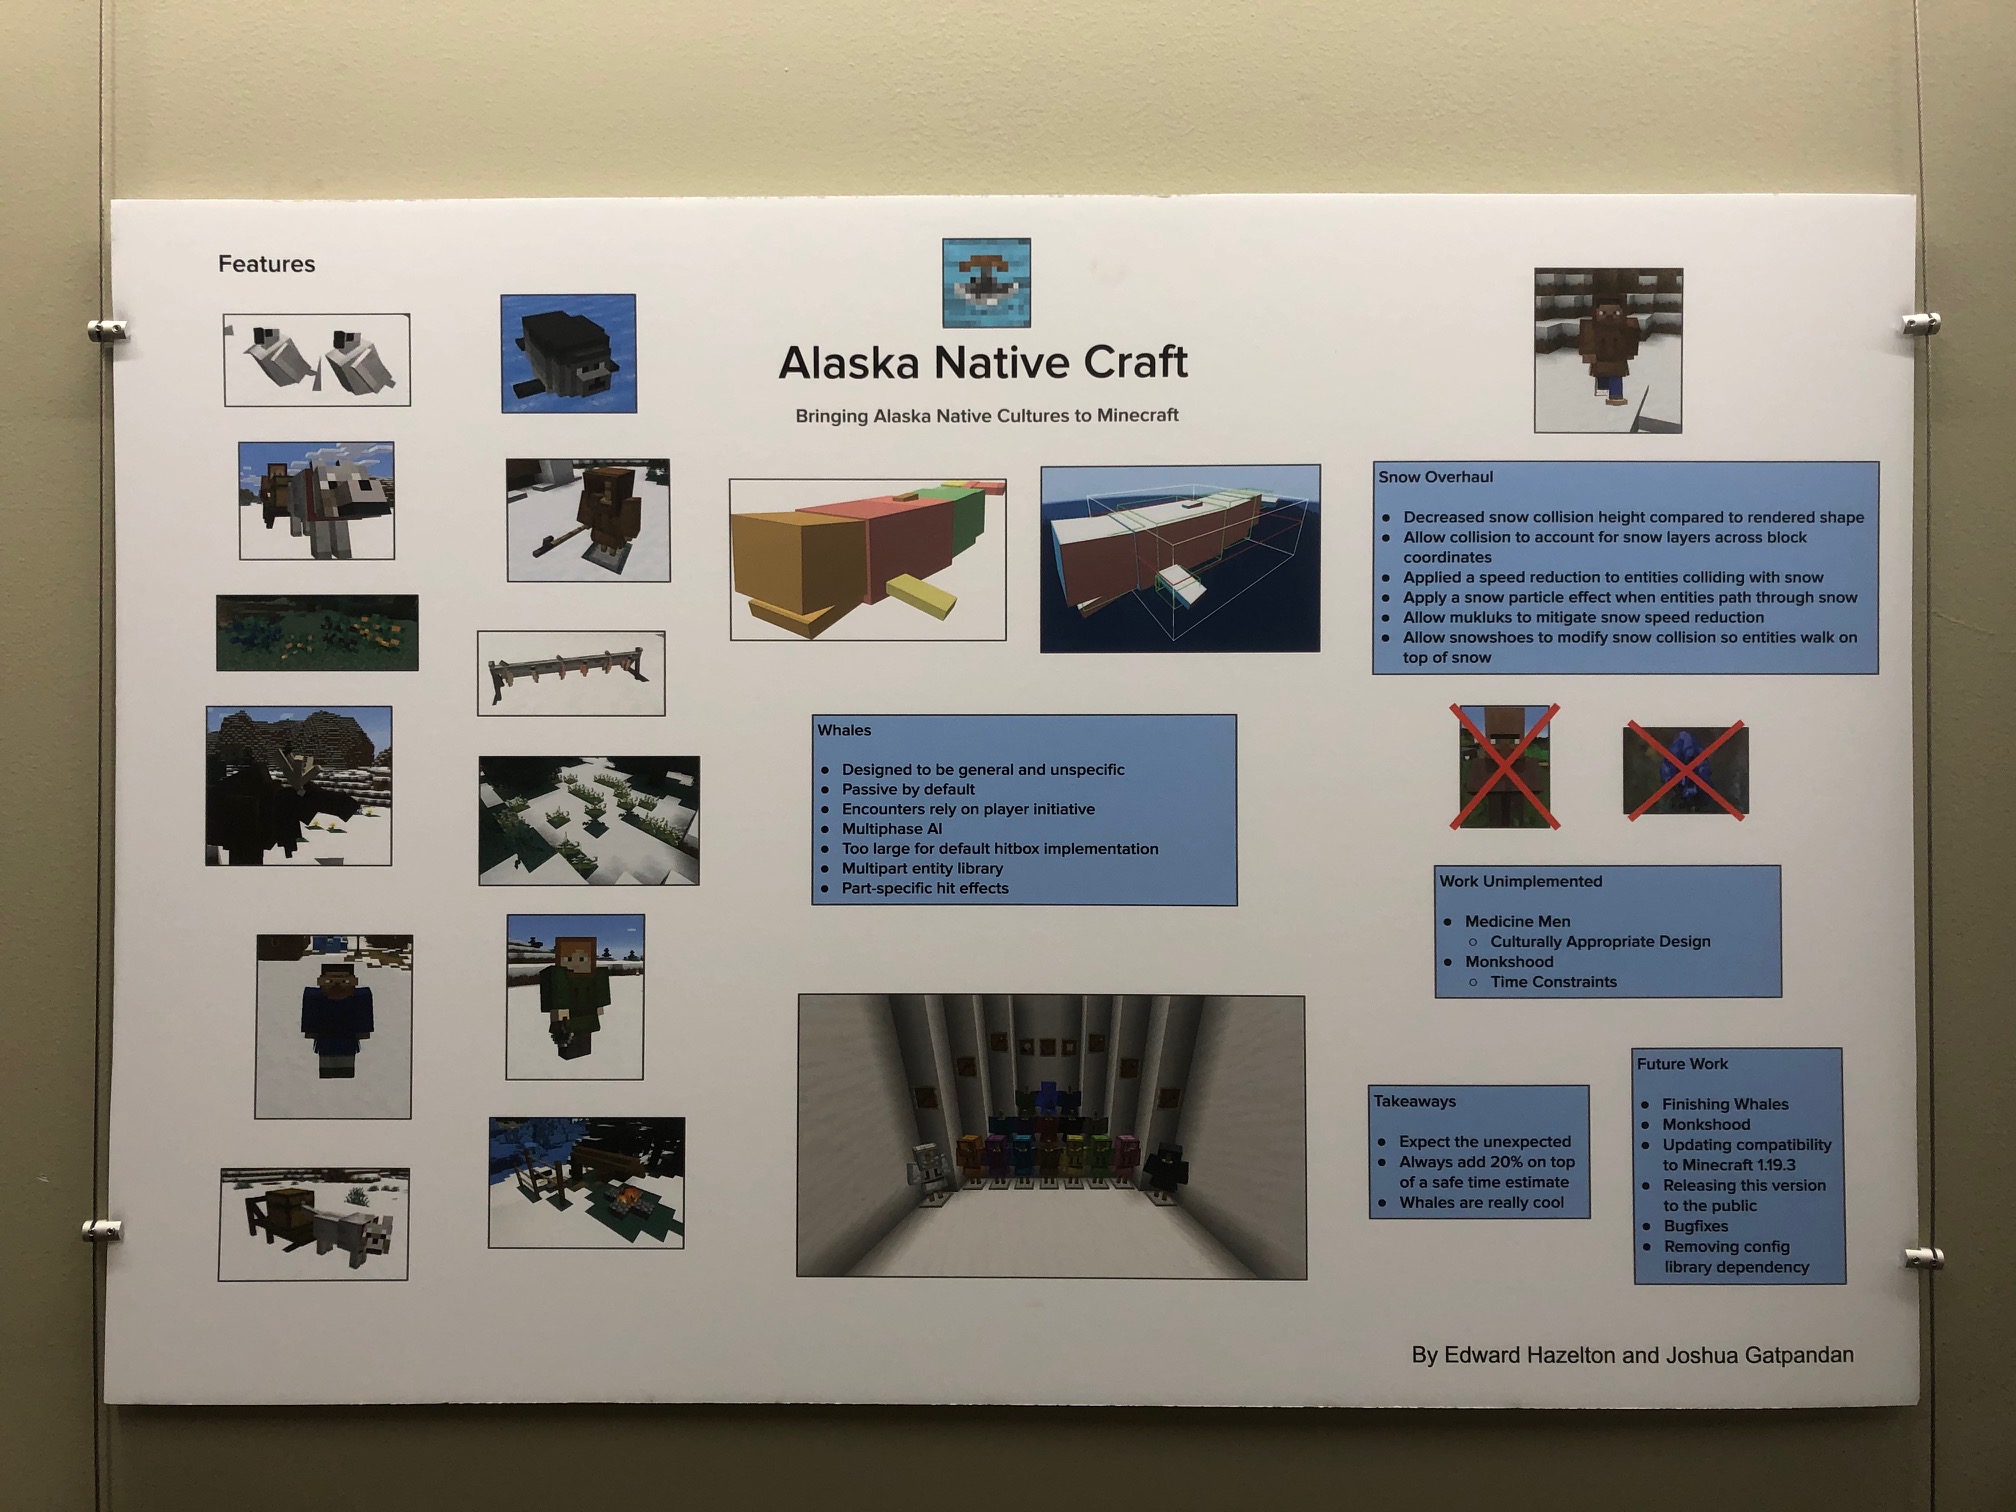 Features
Alaska Native Craft
Bringing Alaska Native Cultures to Minecraft
Whales
● Designed to be general and unspecific
● Passive by default
● Encounters rely on player initiative
● Multiphase AI
● Too large for default hitbox implementation
● Multipart entity library
● Part-specific hit effects
Snow Overhaul
● Decreased snow collision height compared to rendered shape
● Allow collision to account for snow layers across block
coordinates
● Applied a speed reduction to entities colliding with snow
● Apply a snow particle effect when entities path through snow
● Allow mukluks to mitigate snow speed reduction
● Allow snowshoes to modify snow collision so entities walk on
top of snow
Work Unimplemented
● Medicine Men
○ Culturally Appropriate Design
● Monkshood
○ Time Constraints
Takeaways
● Expect the unexpected
● Always add 20% on top
of a safe time estimate
● Whales are really cool
Future Work
● Finishing Whales
● Monkshood
● Updating compatibility
to Minecraft 1.19.3
● Releasing this version
to the public
● Bugfixes
● Removing config
library dependency
By Edward Hazelton and Joshua Gatpandan